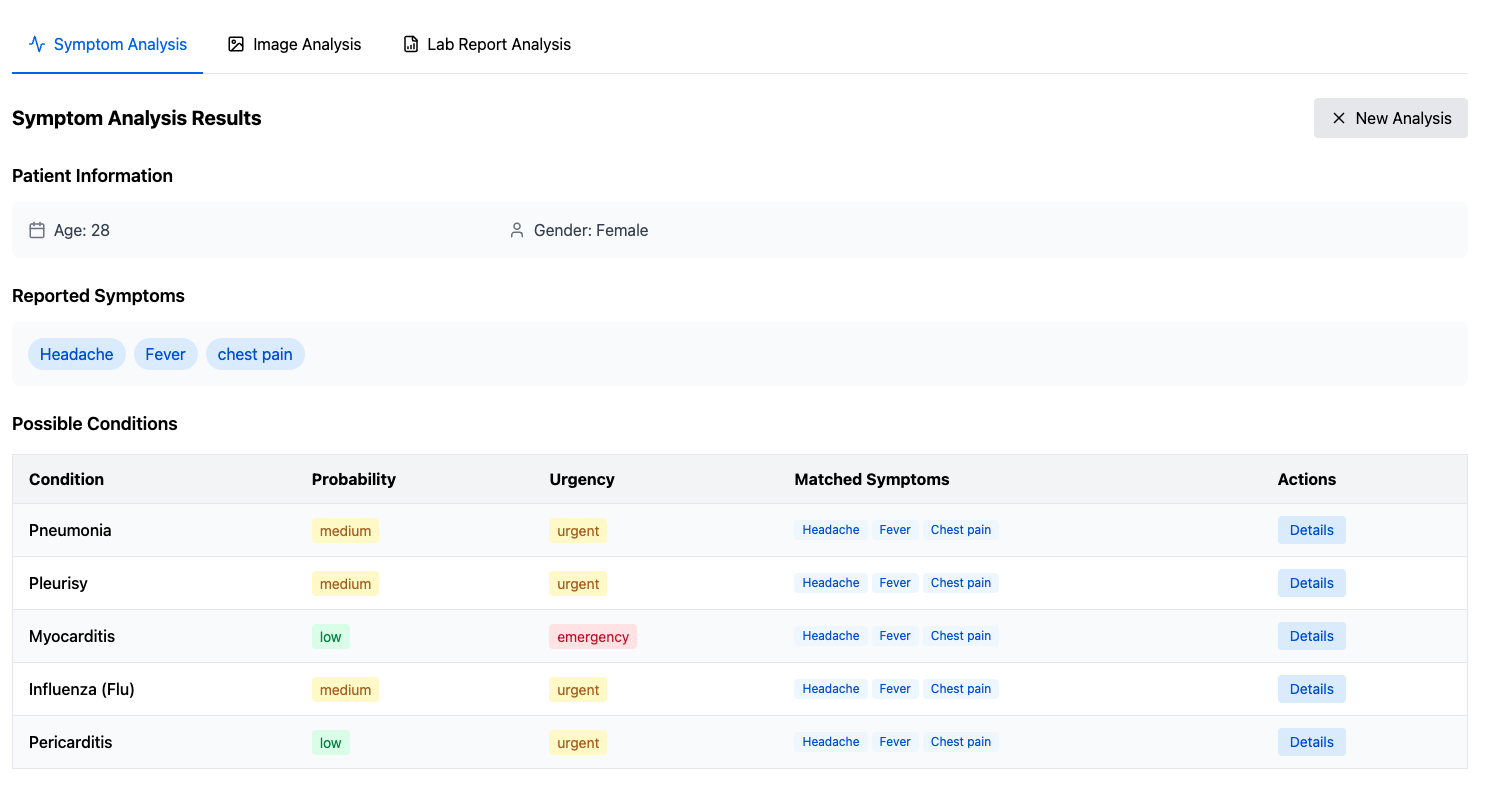 Symptom Analysis Image Analysis Lab Report Analysis
Symptom Analysis Results New Analysis
Patient Information
Age: 28 Gender: Female
Reported Symptoms
Headache Fever chest pain
Possible Conditions
Condition Probability Urgency Matched Symptoms Actions
Pneumonia medium urgent Headache Fever Chest pain Details
Pleurisy medium urgent Headache Fever Chest pain Details
Myocarditis low emergency Headache Fever Chest pain Details
Influenza (Flu) medium urgent Headache Fever Chest pain Details
Pericarditis low urgent Headache Fever Chest pain Details